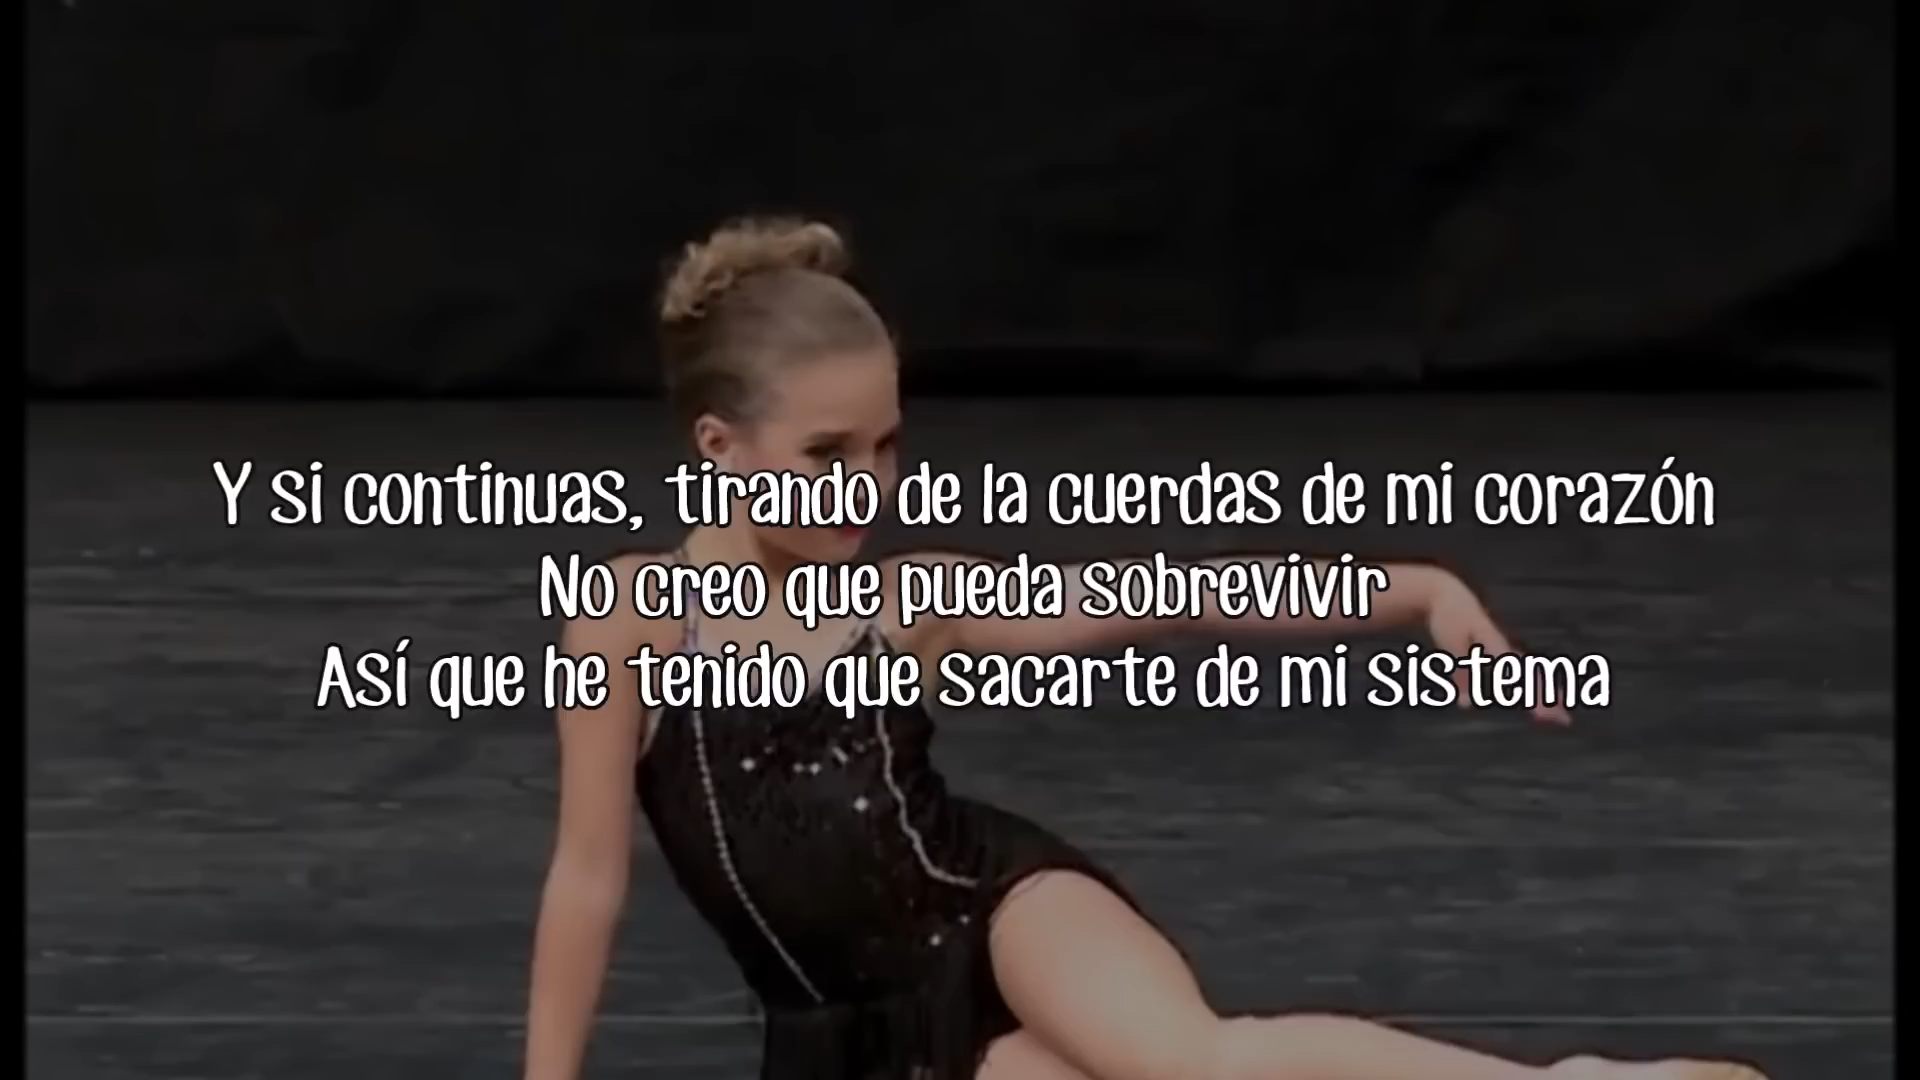 Y si continuas, tirando de la cuerdas de mi corazón
No creo que pueda sobrevivir
Así que he tenido que sacarte de mi sistema